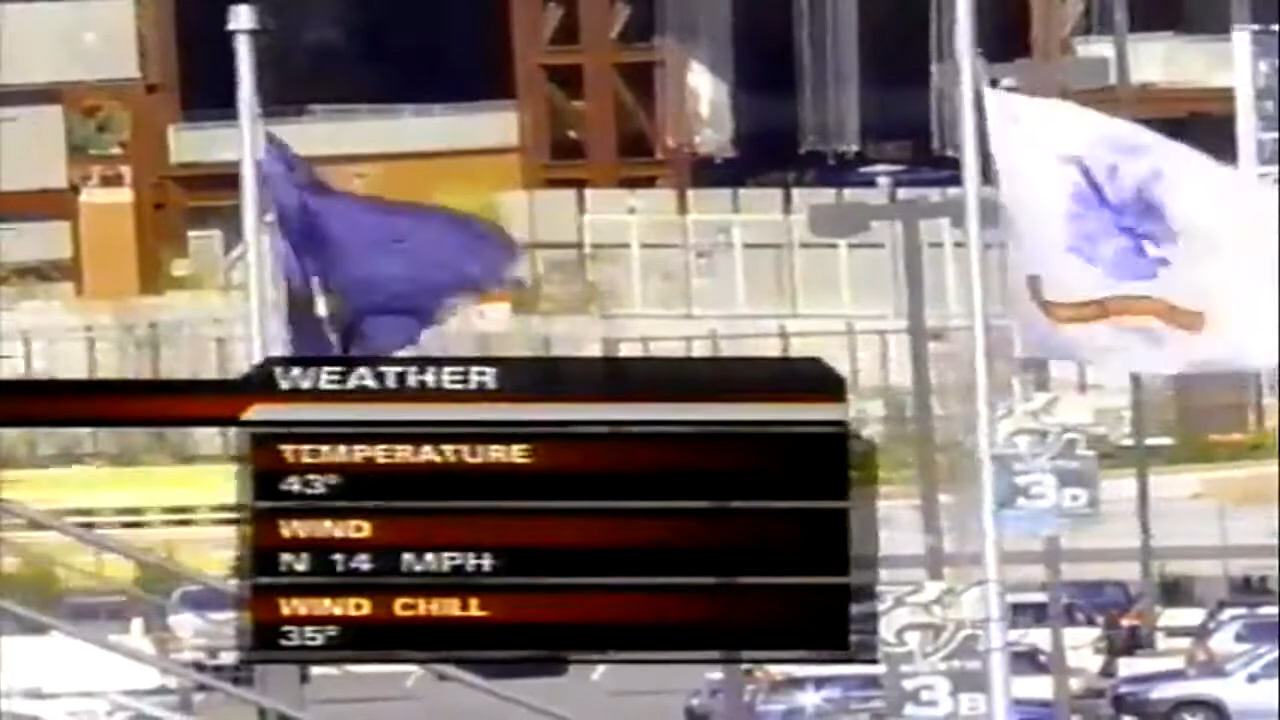 WEATHER
TEMPERATURE
43°
WIND
N 14 MPH
WIND CHILL
35°
3D
3B